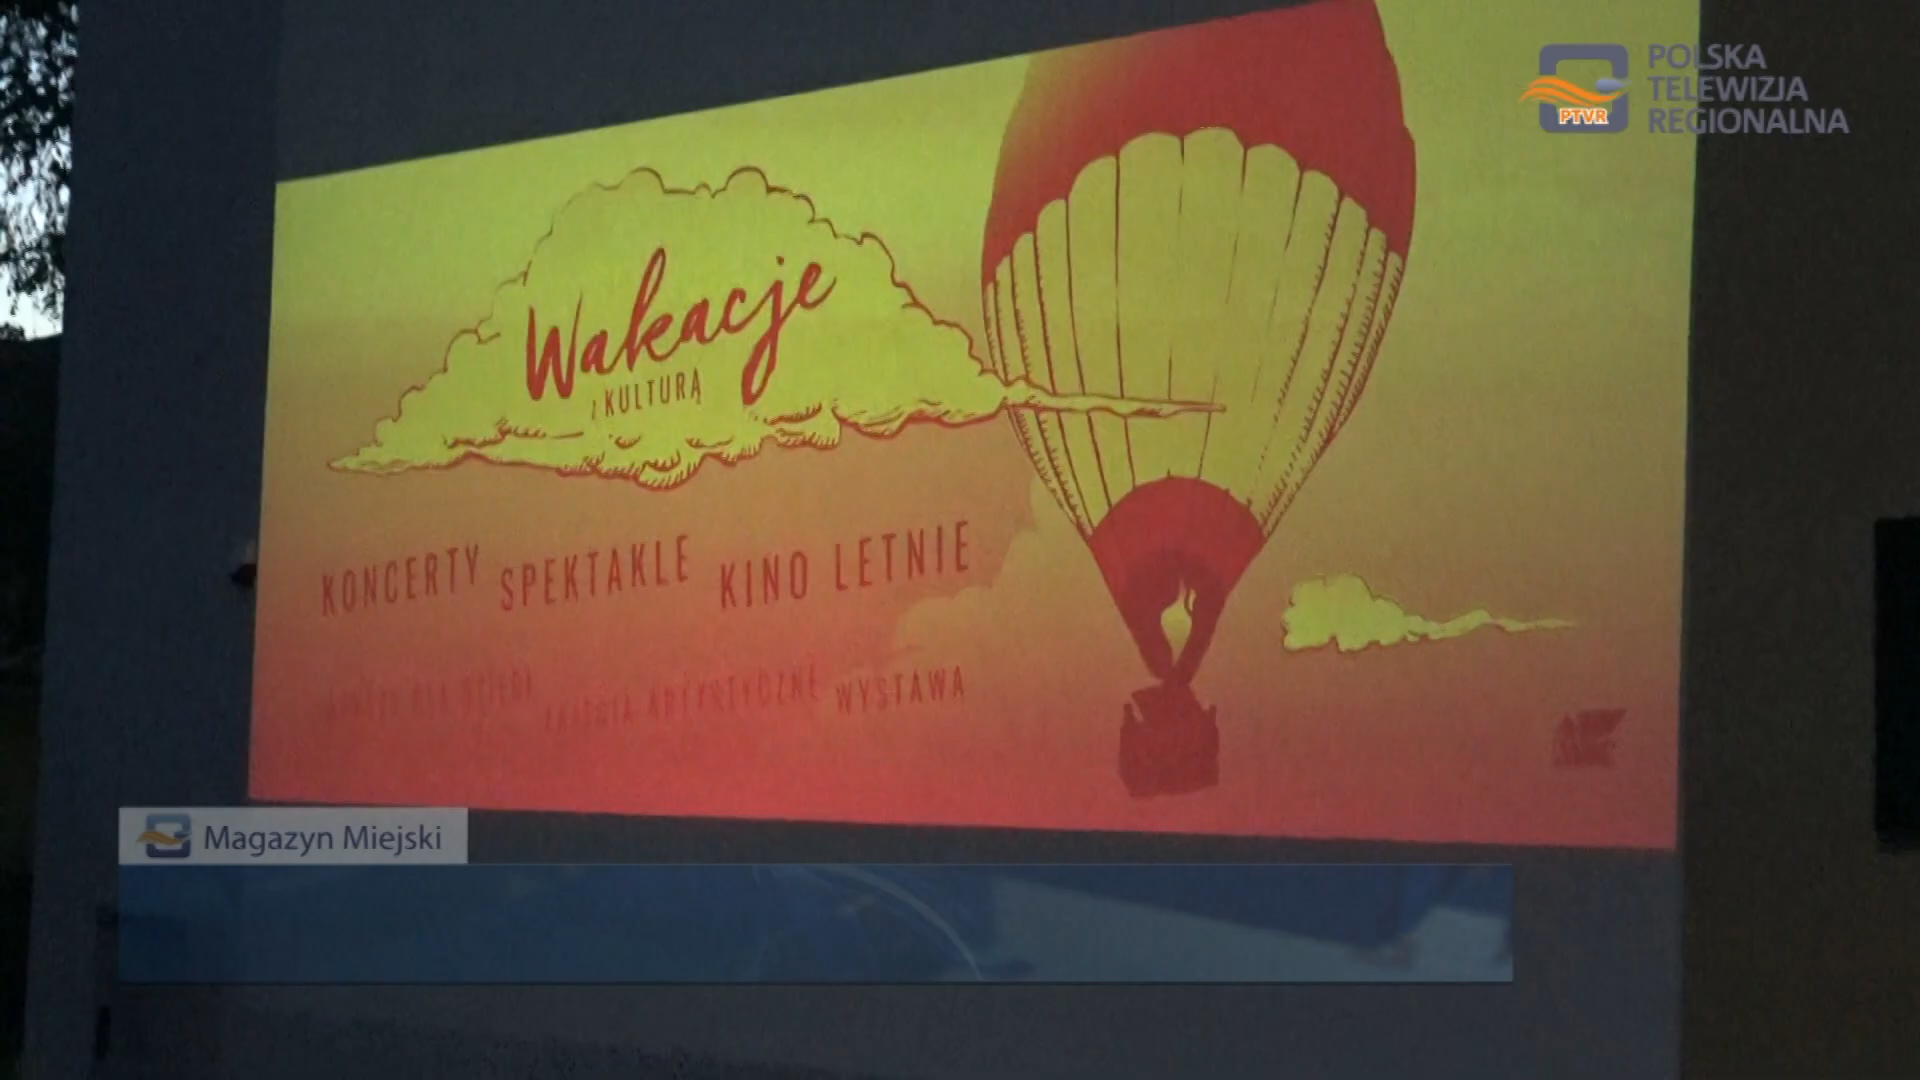 POLSKA
TELEWIZJA
REGIONALNA
PTVR
Wakacje
z KULTURĄ
KONCERTY SPEKTAKLE KINO LETNIE
WYSTAWA
Magazyn Miejski